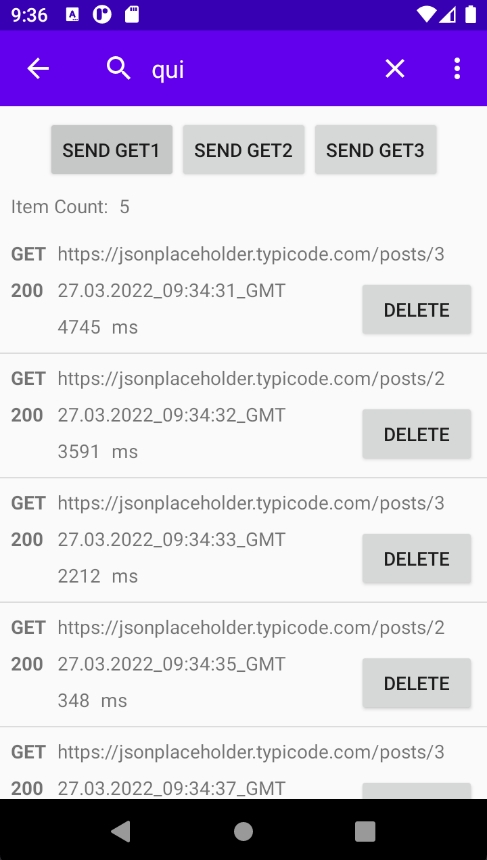 9:36
qui
SEND GET1 SEND GET2 SEND GET3
Item Count: 5
GET https://jsonplaceholder.typicode.com/posts/3
200 27.03.2022_09:34:31_GMT
4745 ms
DELETE
GET https://jsonplaceholder.typicode.com/posts/2
200 27.03.2022_09:34:32_GMT
3591 ms
DELETE
GET https://jsonplaceholder.typicode.com/posts/3
200 27.03.2022_09:34:33_GMT
2212 ms
DELETE
GET https://jsonplaceholder.typicode.com/posts/2
200 27.03.2022_09:34:35_GMT
348 ms
DELETE
GET https://jsonplaceholder.typicode.com/posts/3
200 27.03.2022_09:34:37_GMT